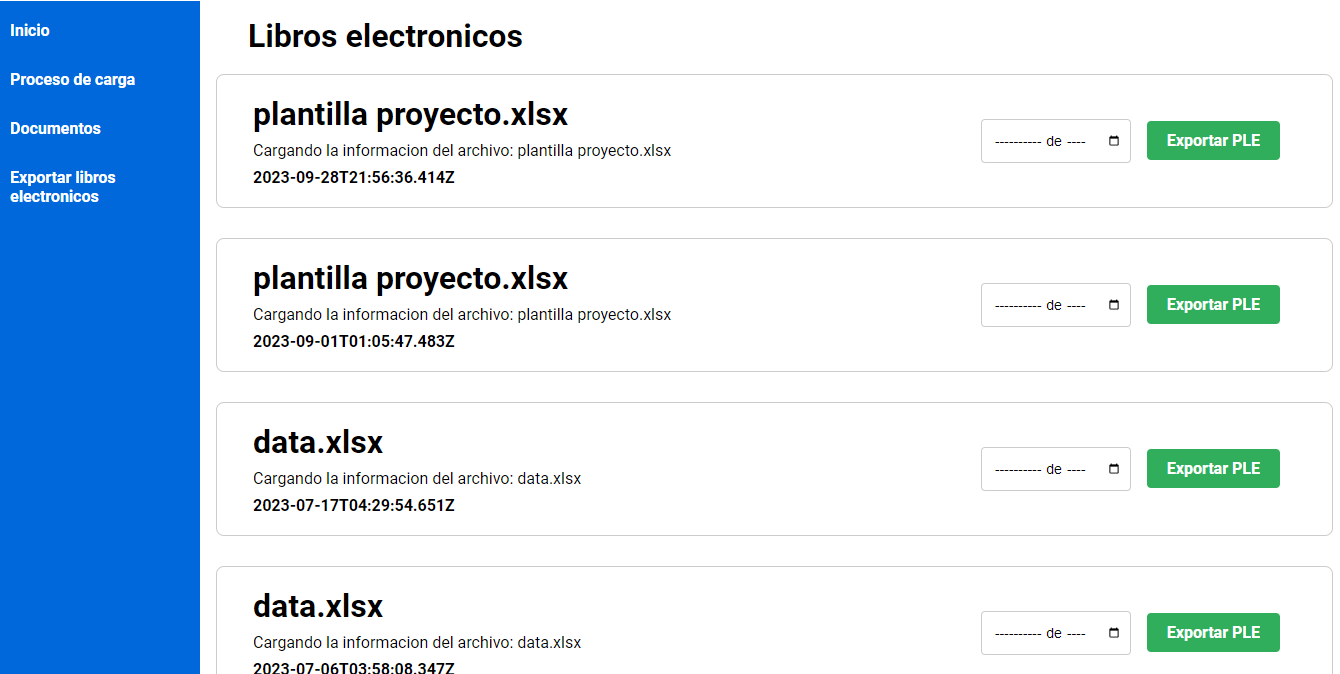 Inicio
Proceso de carga
Documentos
Exportar libros
electronicos
Libros electronicos
plantilla proyecto.xlsx
Cargando la informacion del archivo: plantilla proyecto.xlsx
2023-09-28T21:56:36.414Z
---------- de ----
Exportar PLE
plantilla proyecto.xlsx
Cargando la informacion del archivo: plantilla proyecto.xlsx
2023-09-01T01:05:47.483Z
---------- de ----
Exportar PLE
data.xlsx
Cargando la informacion del archivo: data.xlsx
2023-07-17T04:29:54.651Z
---------- de ----
Exportar PLE
data.xlsx
Cargando la informacion del archivo: data.xlsx
2023-07-06T03:58:08.347Z
---------- de ----
Exportar PLE